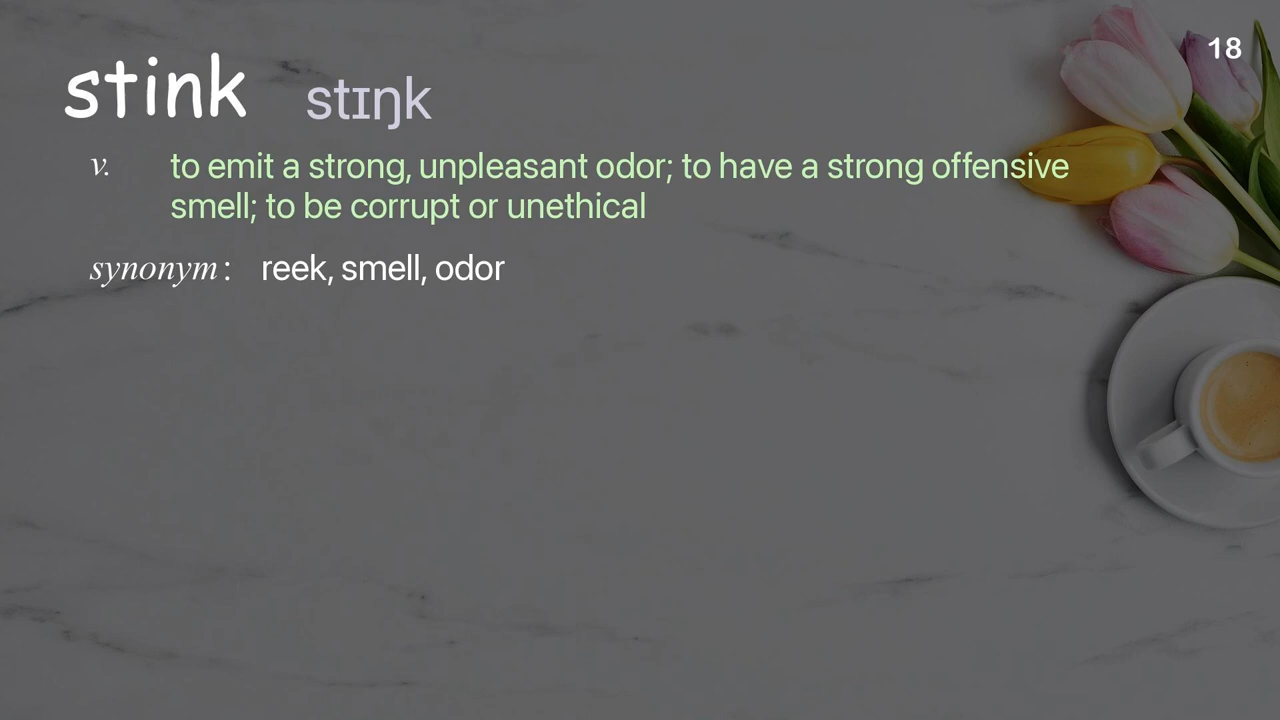 18
stink stɪŋk
v. to emit a strong, unpleasant odor; to have a strong offensive
smell; to be corrupt or unethical
synonym: reek, smell, odor